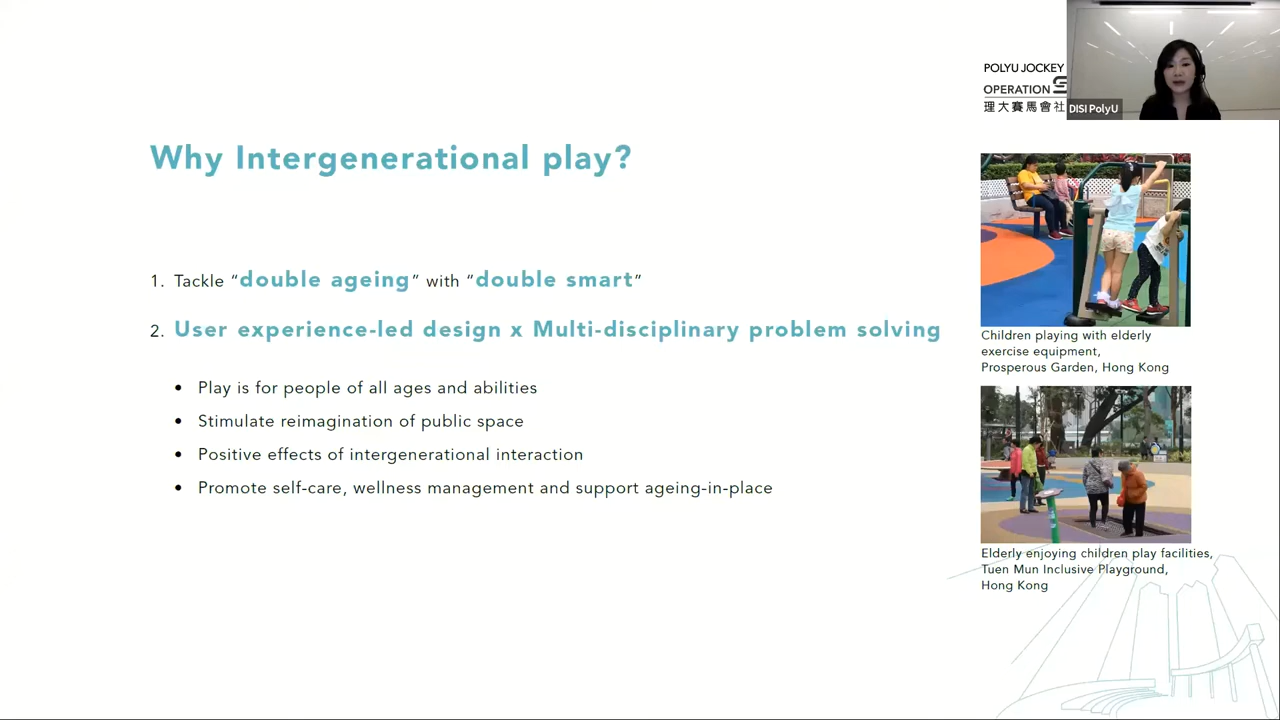 POLYU JOCKEY
OPERATION S
理大賽馬會社
DISI PolyU
Why Intergenerational play?
1. Tackle “double ageing” with “double smart”
2. User experience-led design x Multi-disciplinary problem solving
• Play is for people of all ages and abilities
• Stimulate reimagination of public space
• Positive effects of intergenerational interaction
• Promote self-care, wellness management and support ageing-in-place
Children playing with elderly
exercise equipment,
Prosperous Garden, Hong Kong
Elderly enjoying children play facilities,
Tuen Mun Inclusive Playground,
Hong Kong